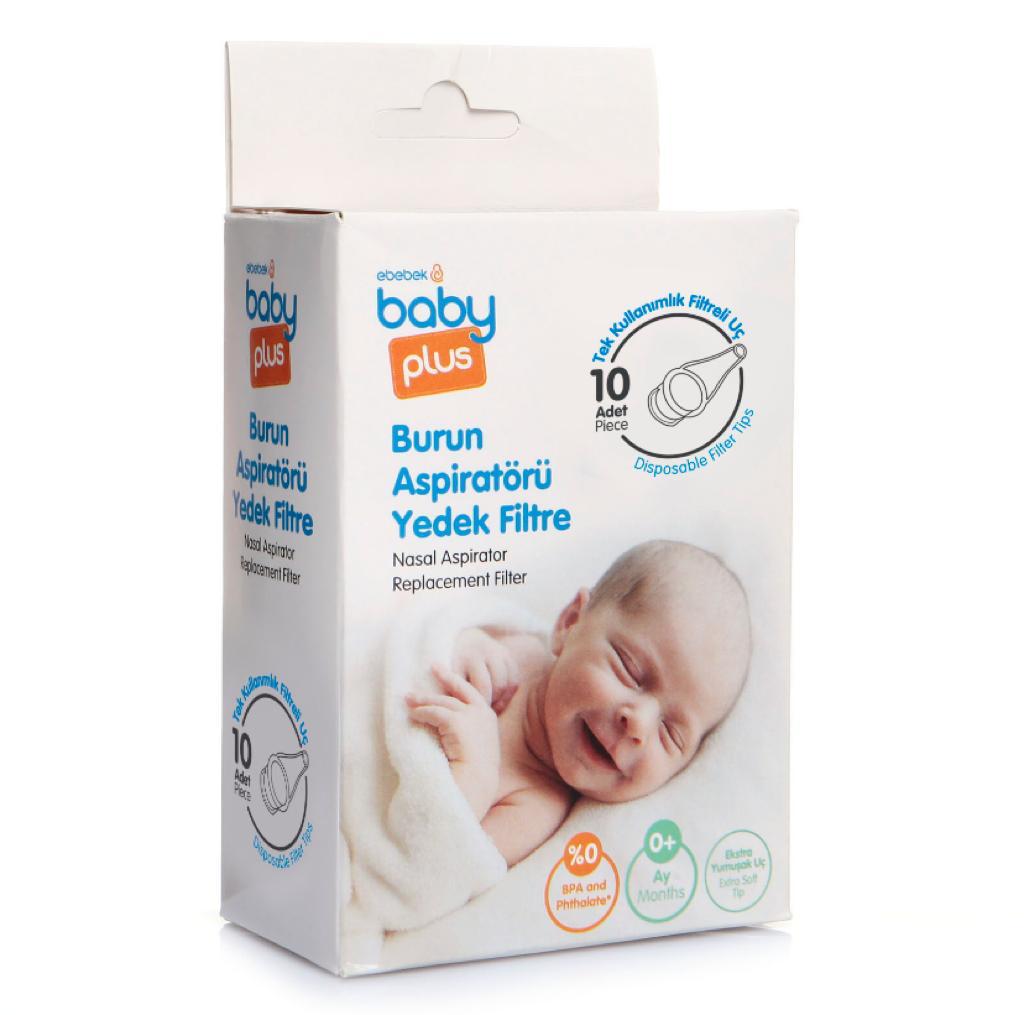 ebebek
baby
plus
Burun
Aspiratörü
Yedek Filtre
Nasal Aspirator
Replacement Filter
Tek Kullanımlık Filtreli Uç
10
Adet
Piece
Disposable Filter Tips
ebebek
baby
plus
Burun
Aspiratörü
Yedek Filtre
Nasal Aspirator
Replacement Filter
Tek Kullanımlık Filtreli Uç
10
Adet
Piece
Disposable Filter Tips
%0
BPA and
Phthalate*
0+
Ay
Months
Ekstra
Yumuşak Uç
Extra Soft
Tip